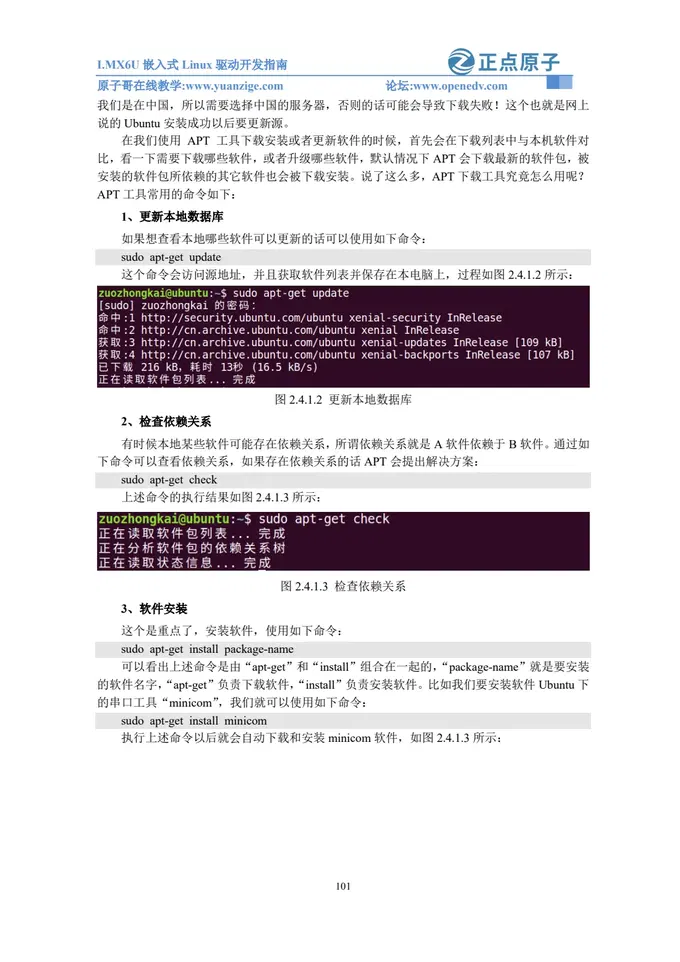 I.MX6U 嵌入式 Linux 驱动开发指南
正点原子
原子哥在线教学:www.yuanzige.com 论坛:www.openedv.com
我们是在中国，所以需要选择中国的服务器，否则的话可能会导致下载失败！这个也就是网上
说的 Ubuntu 安装成功以后要更新源。
在我们使用 APT 工具下载安装或者更新软件的时候，首先会在下载列表中与本机软件对
比，看一下需要下载哪些软件，或者升级哪些软件，默认情况下 APT 会下载最新的软件包，被
安装的软件包所依赖的其它软件也会被下载安装。说了这么多，APT 下载工具究竟怎么用呢？
APT 工具常用的命令如下：
1、更新本地数据库
如果想查看本地哪些软件可以更新的话可以使用如下命令：
sudo apt-get update
这个命令会访问源地址，并且获取软件列表并保存在本电脑上，过程如图 2.4.1.2 所示：
zuozhongkai@ubuntu:~$ sudo apt-get update
[sudo] zuozhongkai 的密码：
命中:1 http://security.ubuntu.com/ubuntu xenial-security InRelease
命中:2 http://cn.archive.ubuntu.com/ubuntu xenial InRelease
获取:3 http://cn.archive.ubuntu.com/ubuntu xenial-updates InRelease [109 kB]
获取:4 http://cn.archive.ubuntu.com/ubuntu xenial-backports InRelease [107 kB]
已下载 216 kB，耗时 13秒 (16.5 kB/s)
正在读取软件包列表... 完成
图 2.4.1.2 更新本地数据库
2、检查依赖关系
有时候本地某些软件可能存在依赖关系，所谓依赖关系就是 A 软件依赖于 B 软件。通过如
下命令可以查看依赖关系，如果存在依赖关系的话 APT 会提出解决方案：
sudo apt-get check
上述命令的执行结果如图 2.4.1.3 所示：
zuozhongkai@ubuntu:~$ sudo apt-get check
正在读取软件包列表... 完成
正在分析软件包的依赖关系树
正在读取状态信息... 完成
图 2.4.1.3 检查依赖关系
3、软件安装
这个是重点了，安装软件，使用如下命令：
sudo apt-get install package-name
可以看出上述命令是由“apt-get”和“install”组合在一起的，“package-name”就是要安装
的软件名字，“apt-get”负责下载软件，“install”负责安装软件。比如我们要安装软件 Ubuntu 下
的串口工具“minicom”，我们就可以使用如下命令：
sudo apt-get install minicom
执行上述命令以后就会自动下载和安装 minicom 软件，如图 2.4.1.3 所示：
101